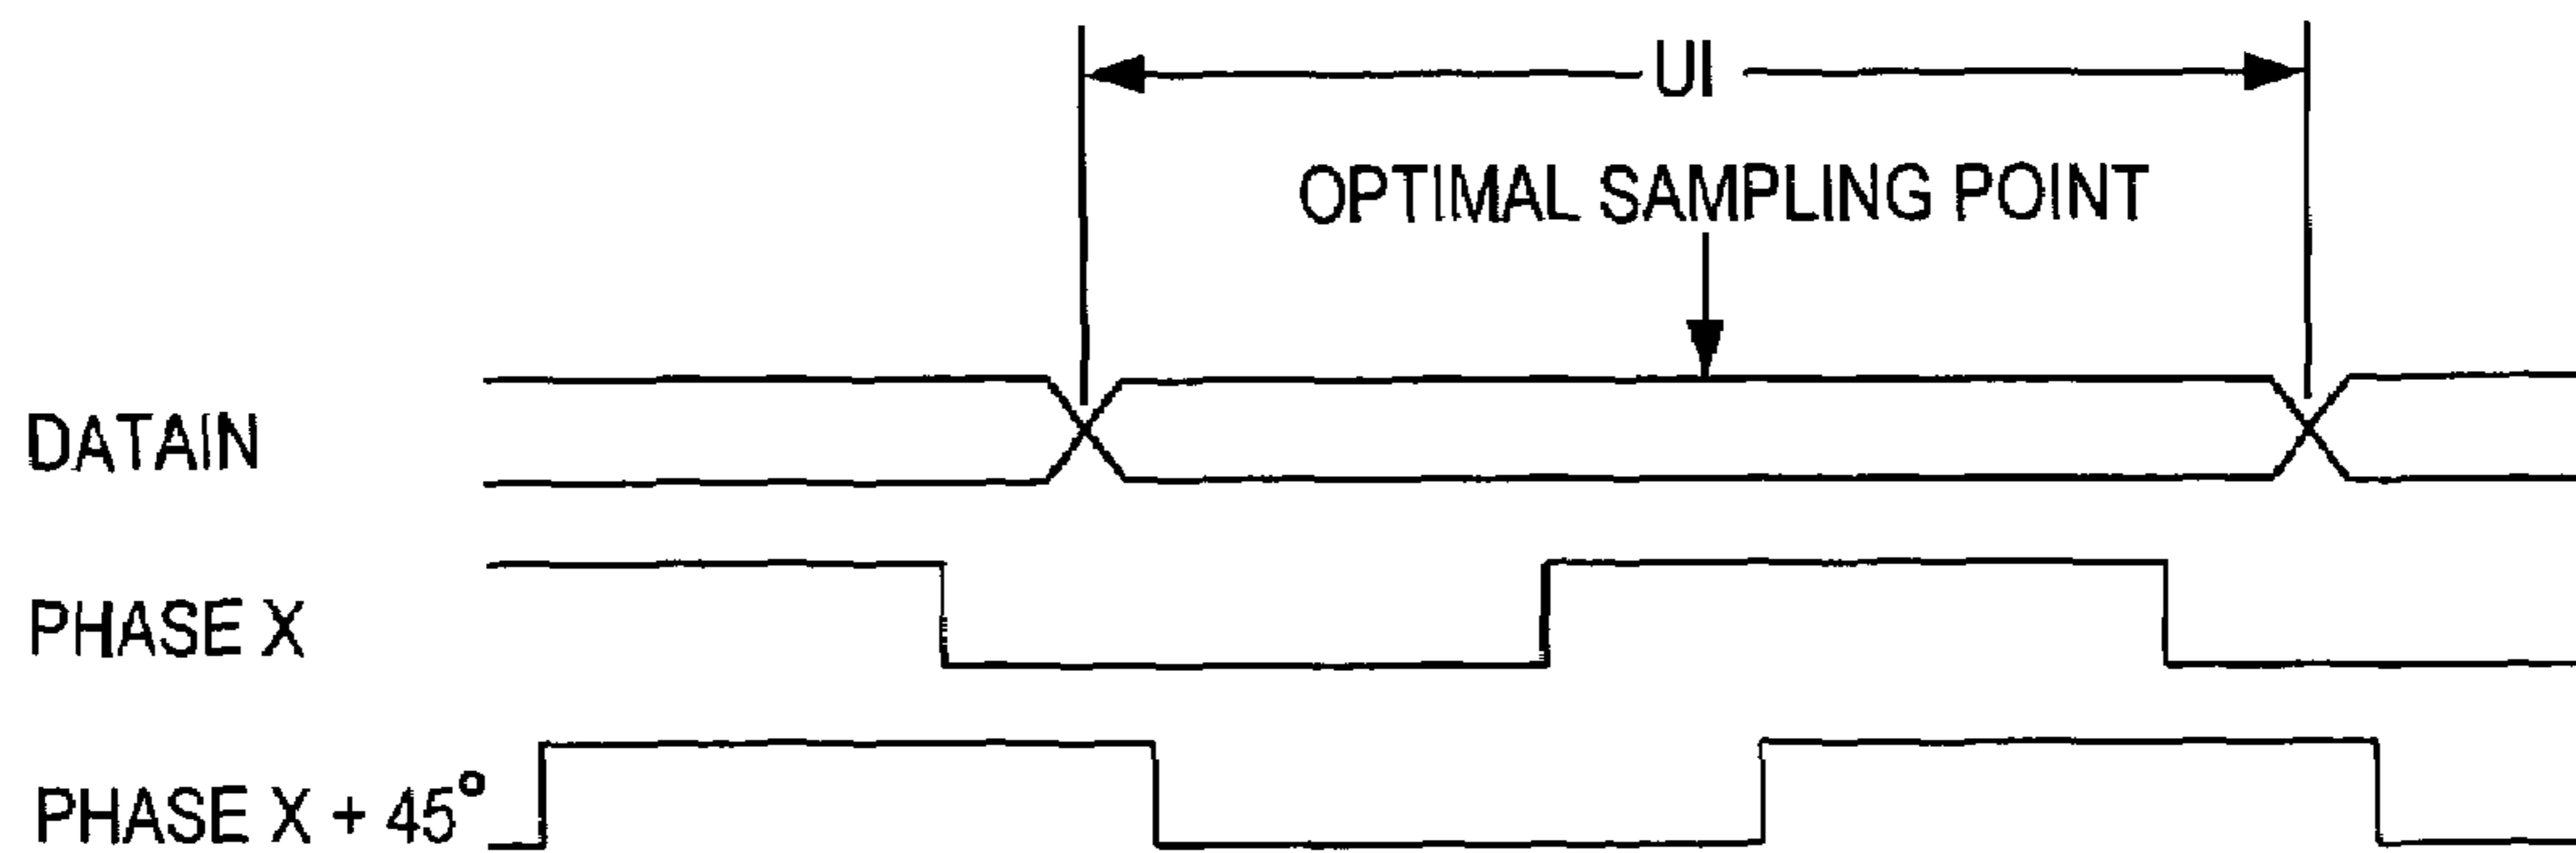 UI
OPTIMAL SAMPLING POINT
DATAIN
PHASE X
PHASE X + 45°